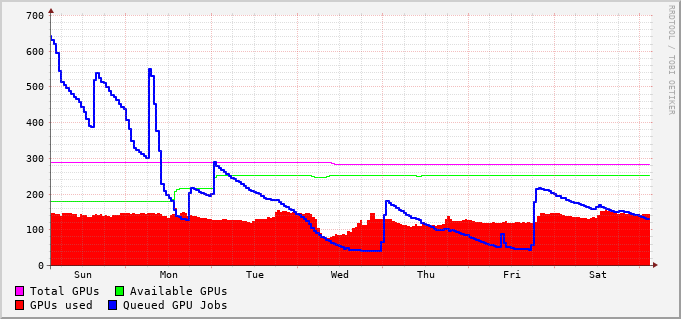 700
600
500
400
300
200
100
0
Sun Mon Tue Wed Thu Fri Sat
Total GPUs Available GPUs
GPUs used Queued GPU Jobs
RRDTOOL / TOBI OETIKER